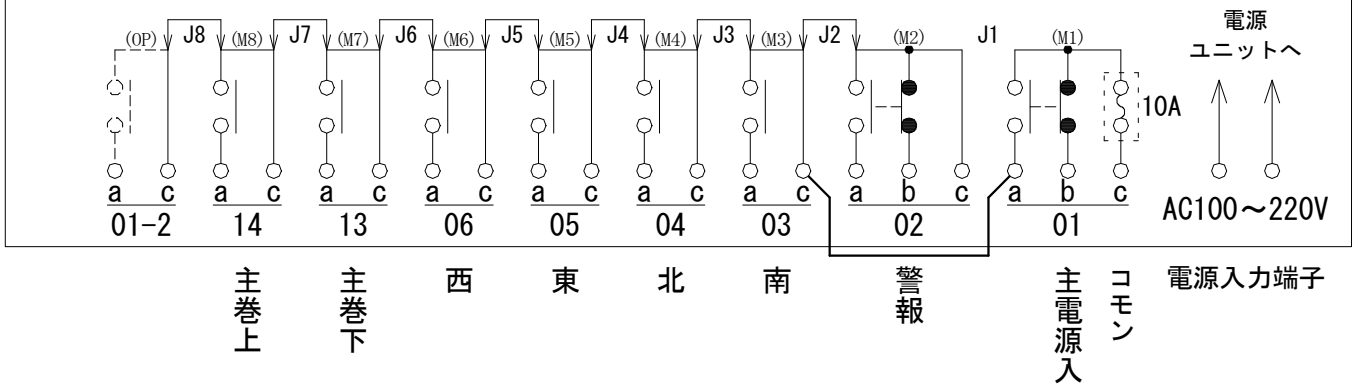 電源
ユニットへ
(OP) J8 (M8) J7 (M7) J6 (M6) J5 (M5) J4 (M4) J3 (M3) J2 (M2) J1 (M1)
10A
a c a c a c a c a c a c a c a b c a b c
01-2 14 13 06 05 04 03 02 01 AC100～220V
主巻上
主巻下
西
東
北
南
警報
主電源入
コモン
電源入力端子